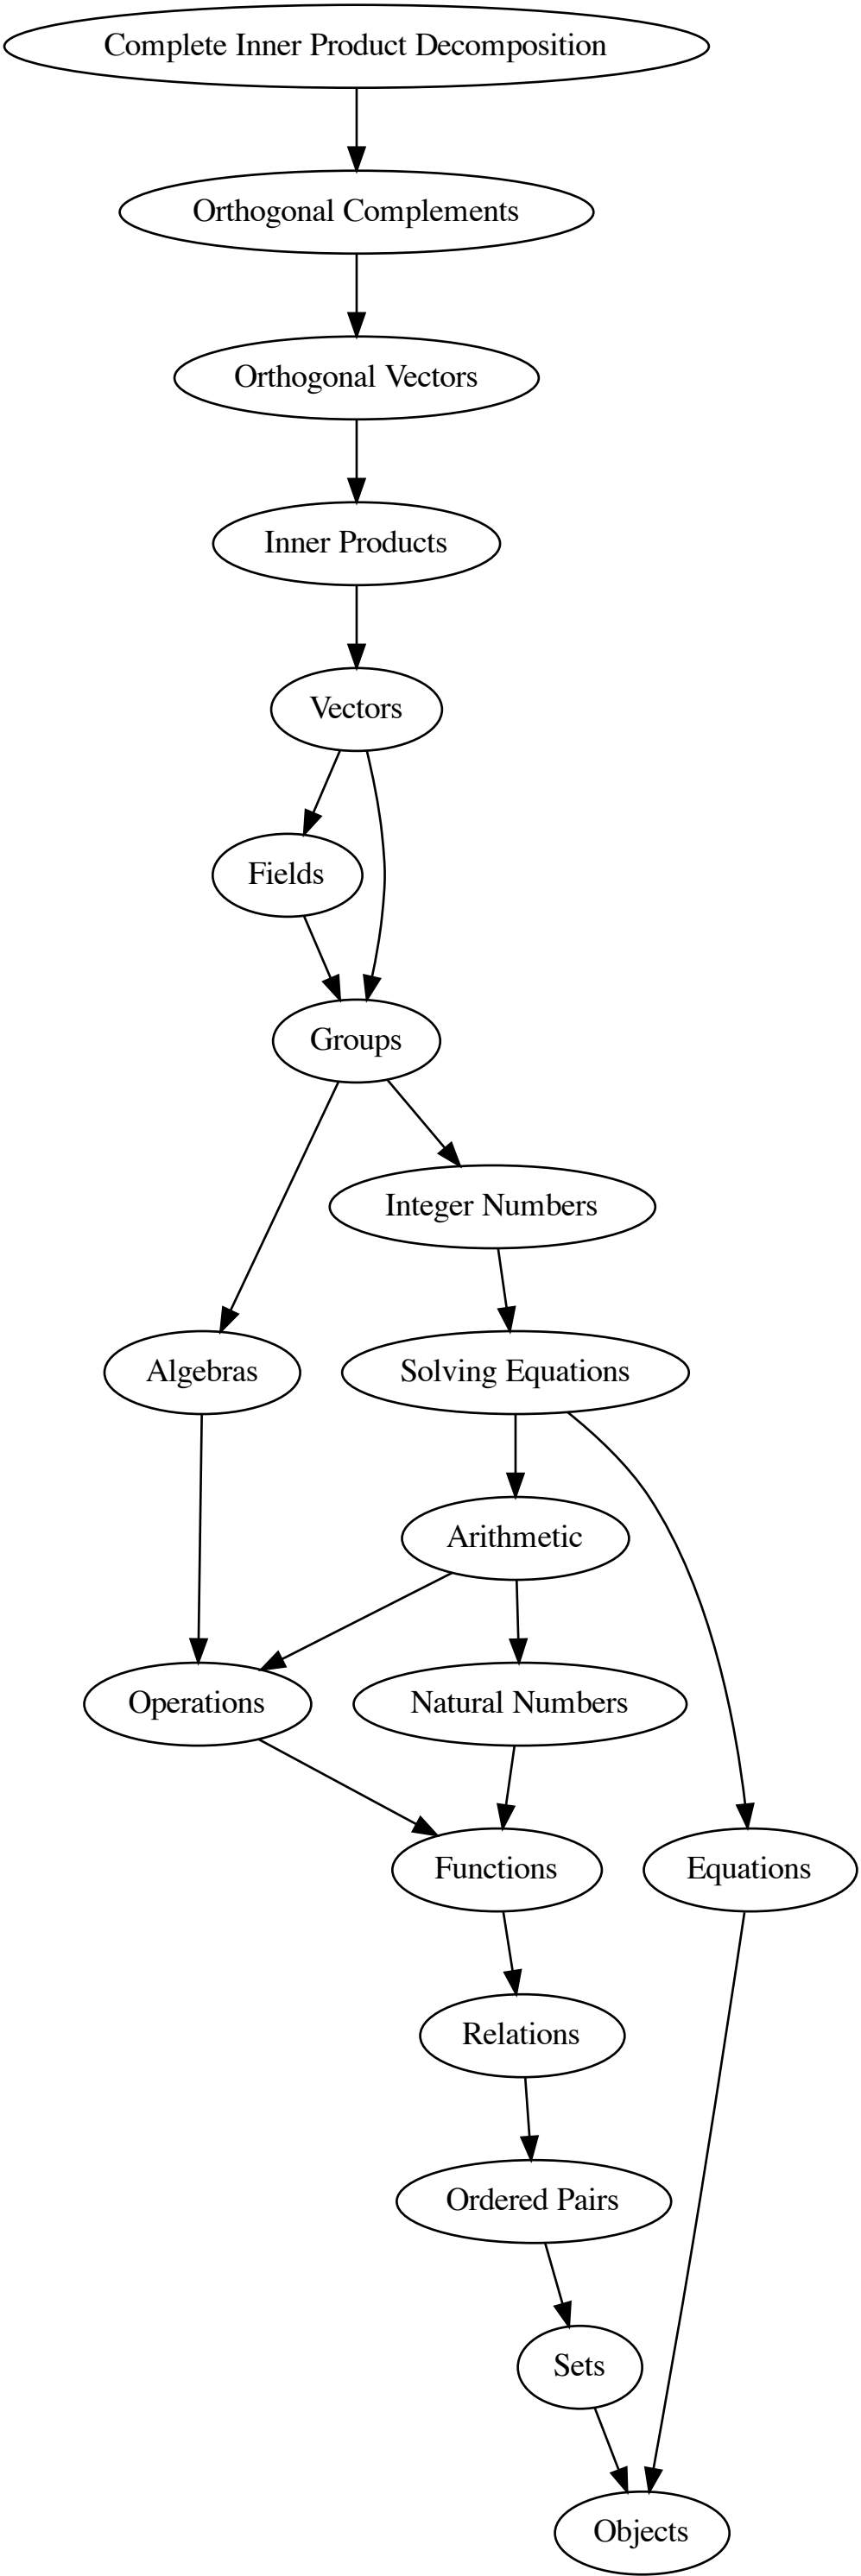 Complete Inner Product Decomposition
Orthogonal Complements
Orthogonal Vectors
Inner Products
Vectors
Fields
Groups
Integer Numbers
Algebras
Solving Equations
Arithmetic
Operations
Natural Numbers
Functions
Equations
Relations
Ordered Pairs
Sets
Objects